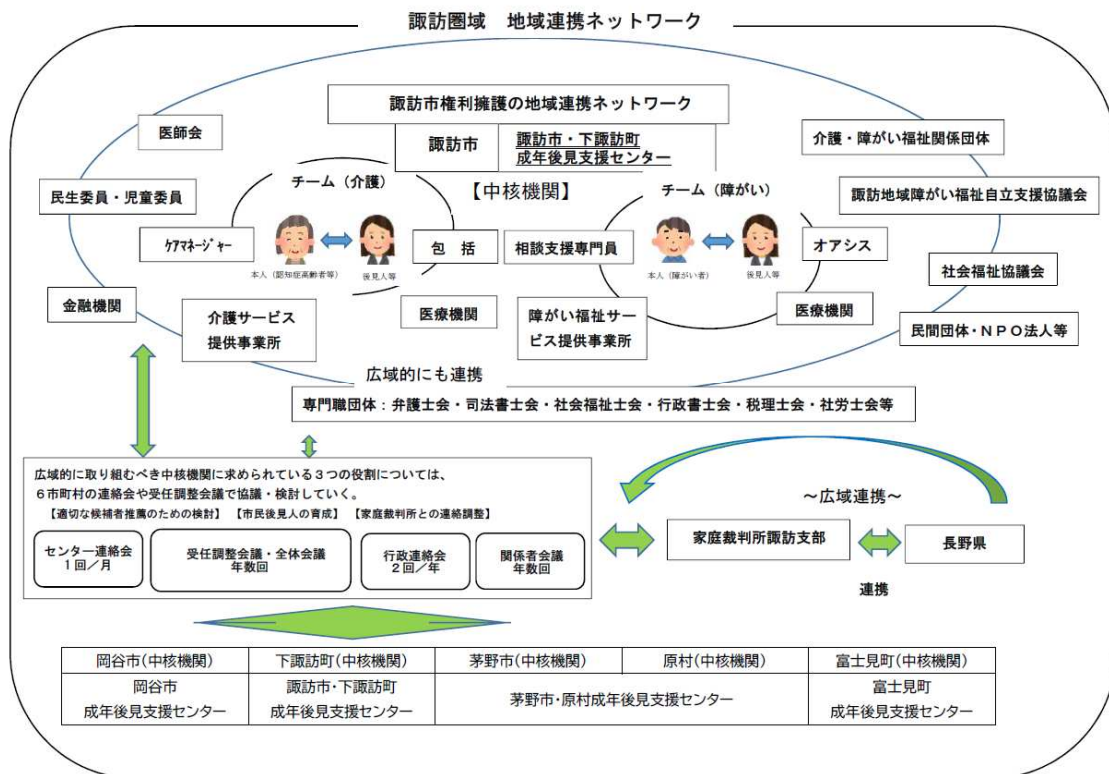 諏訪圏域　地域連携ネットワーク
諏訪市権利擁護の地域連携ネットワーク
諏訪市
諏訪市・下諏訪町
成年後見支援センター
【中核機関】
医師会
民生委員・児童委員
金融機関
チーム（介護）
ｹｱﾏﾈｰｼﾞｬｰ
本人（認知症高齢者等）
後見人等
包　括
介護サービス
提供事業所
医療機関
チーム（障がい）
相談支援専門員
本人（障がい者）
後見人等
オアシス
障がい福祉サー
ビス提供事業所
医療機関
介護・障がい福祉関係団体
諏訪地域障がい福祉自立支援協議会
社会福祉協議会
民間団体・ＮＰＯ法人等
広域的にも連携
専門職団体：弁護士会・司法書士会・社会福祉士会・行政書士会・税理士会・社労士会等
広域的に取り組むべき中核機関に求められている３つの役割については、
６市町村の連絡会や受任調整会議で協議・検討していく。
【適切な候補者推薦のための検討】　【市民後見人の育成】　【家庭裁判所との連絡調整】
センター連絡会
１回／月
受任調整会議・全体会議
年数回
行政連絡会
２回／年
関係者会議
年数回
～広域連携～
家庭裁判所諏訪支部
長野県
連携
岡谷市(中核機関)
下諏訪町(中核機関)
茅野市(中核機関)
原村(中核機関)
富士見町(中核機関)
岡谷市
成年後見支援センター
諏訪市・下諏訪町
成年後見支援センター
茅野市・原村成年後見支援センター
富士見町
成年後見支援センター